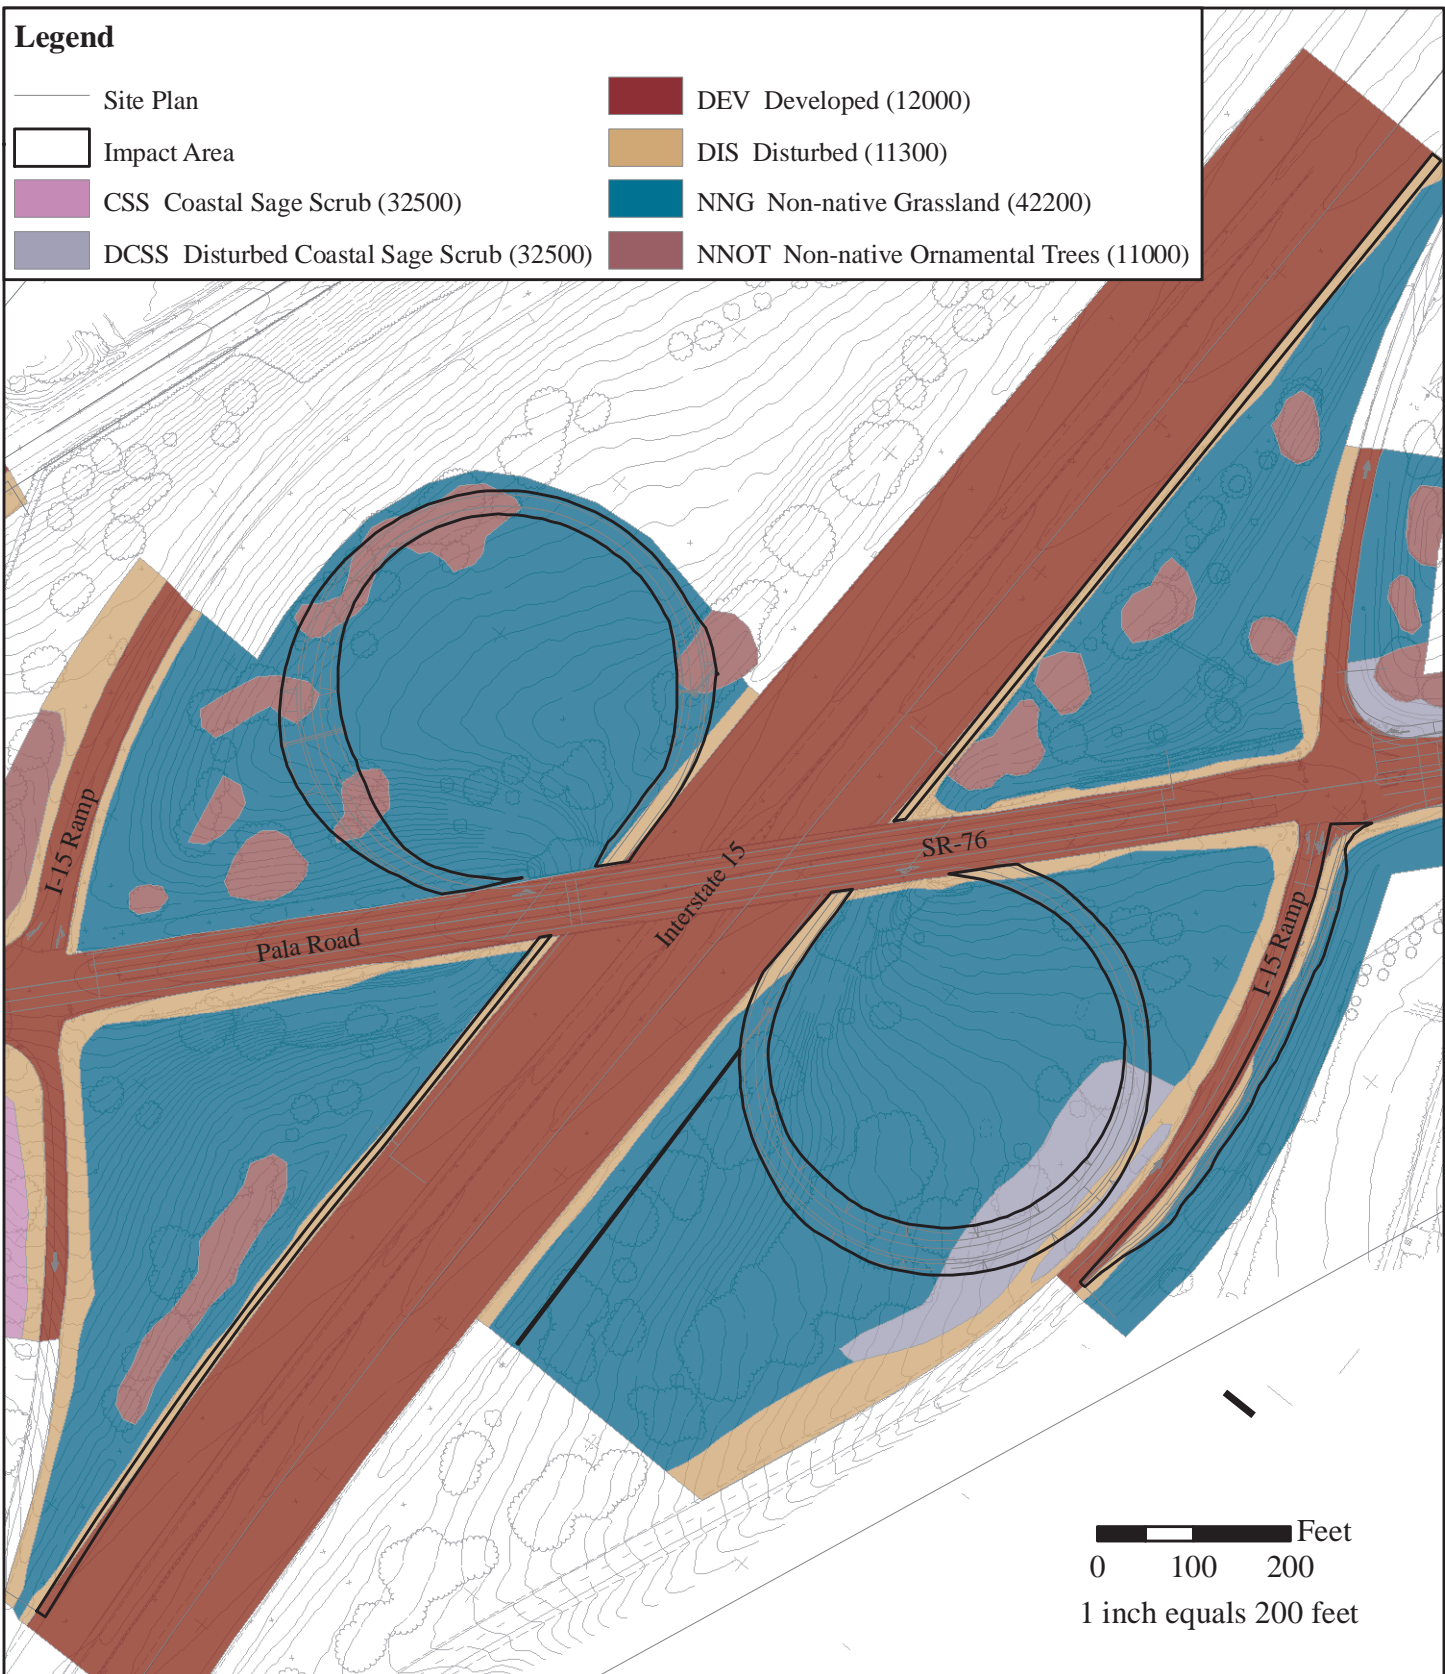 Legend
Site Plan
Impact Area
CSS Coastal Sage Scrub (32500)
DCSS Disturbed Coastal Sage Scrub (32500)
DEV Developed (12000)
DIS Disturbed (11300)
NNG Non-native Grassland (42200)
NNOT Non-native Ornamental Trees (11000)
I-15 Ramp
Pala Road
Interstate 15
SR-76
I-15 Ramp
Feet
0 100 200
1 inch equals 200 feet